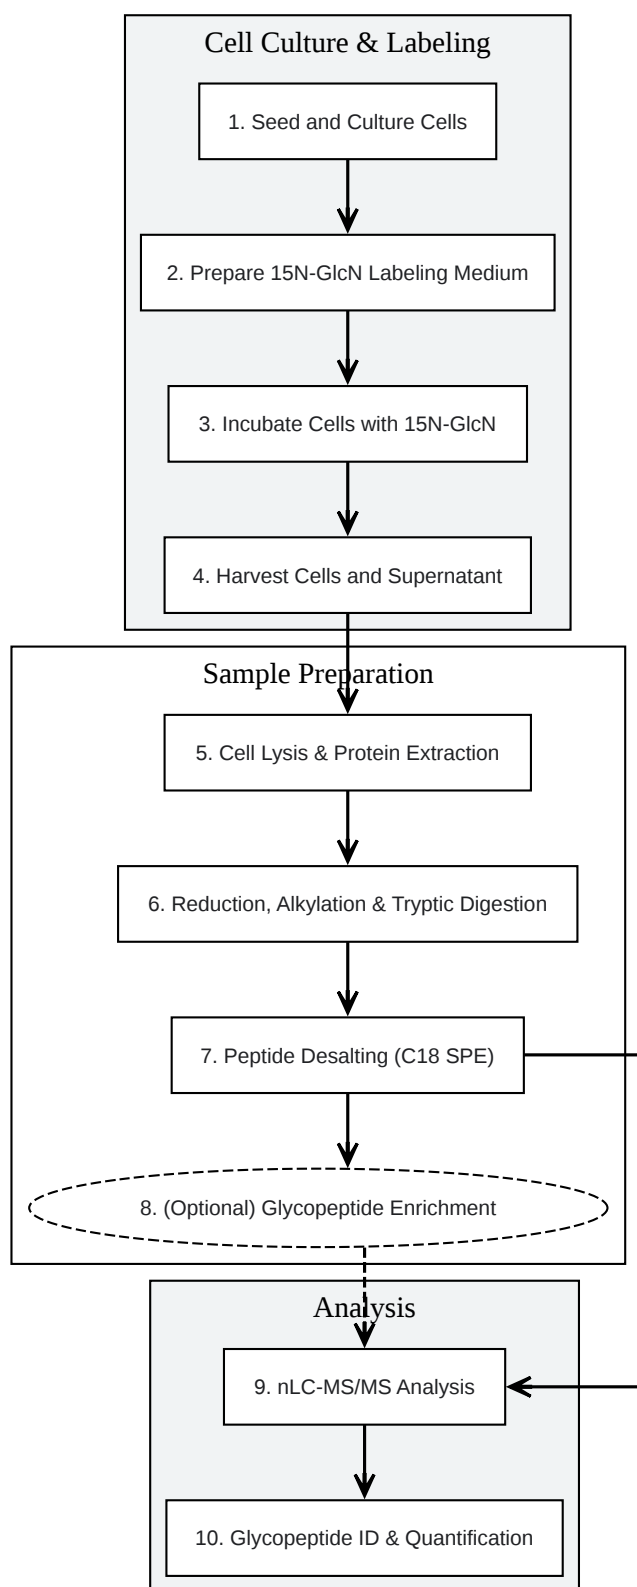 Cell Culture & Labeling
1. Seed and Culture Cells
2. Prepare 15N-GlcN Labeling Medium
3. Incubate Cells with 15N-GlcN
4. Harvest Cells and Supernatant
Sample Preparation
5. Cell Lysis & Protein Extraction
6. Reduction, Alkylation & Tryptic Digestion
7. Peptide Desalting (C18 SPE)
8. (Optional) Glycopeptide Enrichment
Analysis
9. nLC-MS/MS Analysis
10. Glycopeptide ID & Quantification